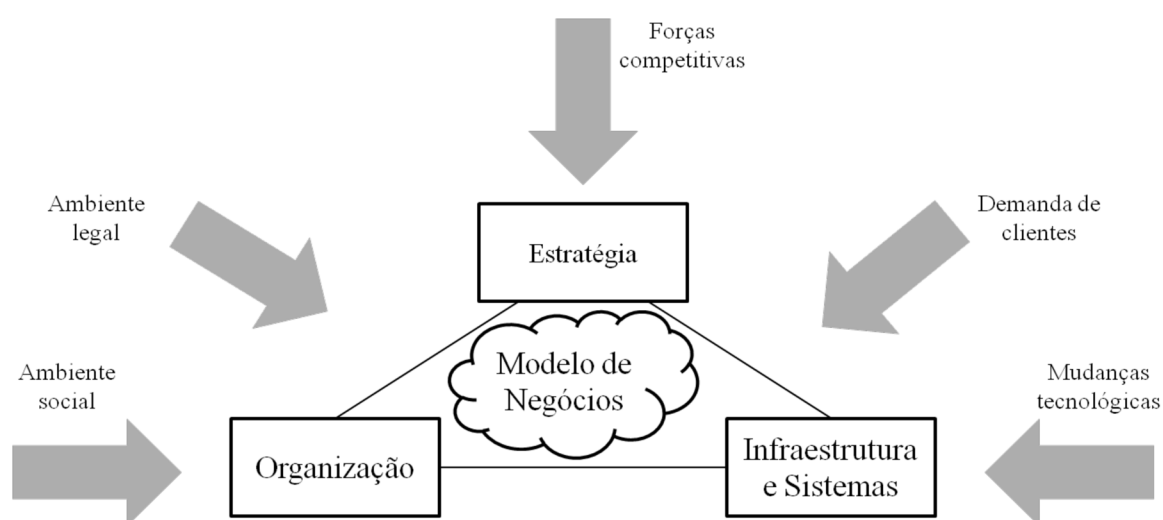 Forças
competitivas
Ambiente
legal
Demanda de
clientes
Estratégia
Modelo de
Negócios
Ambiente
social
Mudanças
tecnológicas
Organização
Infraestrutura
e Sistemas